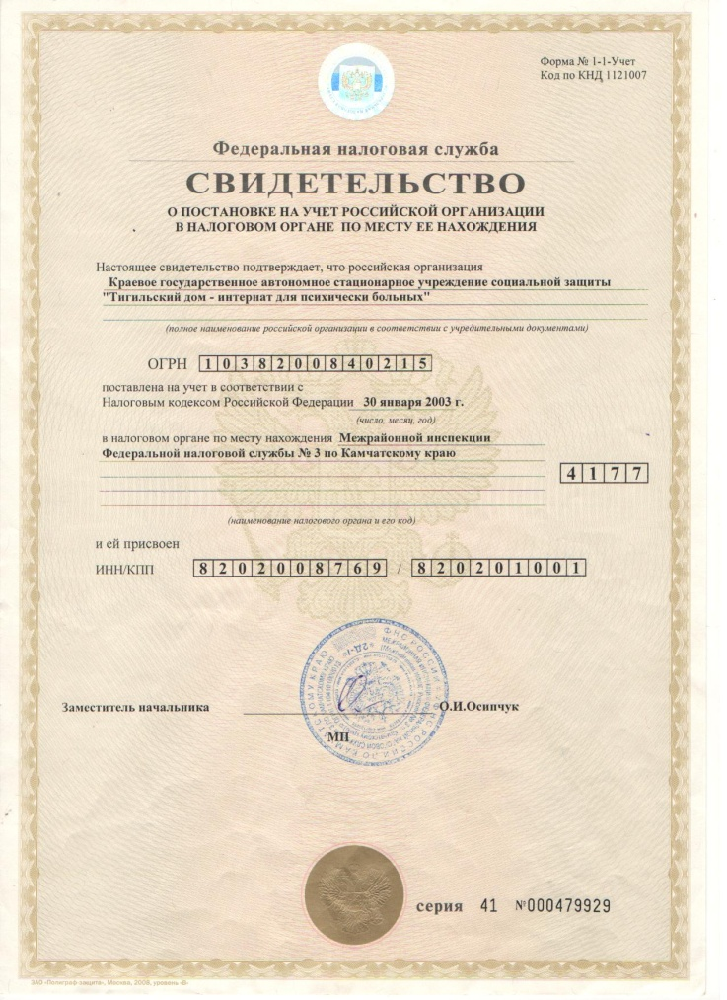 Форма № 1-1-Учет
Код по КНД 1121007
Федеральная налоговая служба
СВИДЕТЕЛЬСТВО
О ПОСТАНОВКЕ НА УЧЕТ РОССИЙСКОЙ ОРГАНИЗАЦИИ
В НАЛОГОВОМ ОРГАНЕ ПО МЕСТУ ЕЕ НАХОЖДЕНИЯ
Настоящее свидетельство подтверждает, что российская организация
Краевое государственное автономное стационарное учреждение социальной защиты
"Тигильский дом - интернат для психически больных"
(полное наименование российской организации в соответствии с учредительными документами)
ОГРН 1038200840215
поставлена на учет в соответствии с
Налоговым кодексом Российской Федерации 30 января 2003 г.
(число, месяц, год)
в налоговом органе по месту нахождения Межрайонной инспекции
Федеральной налоговой службы № 3 по Камчатскому краю
4177
(наименование налогового органа и его код)
и ей присвоен
ИНН/КПП 8202008769 / 820201001
Заместитель начальника О.И.Осипчук
МП
серия 41 №000479929
ЗАО «Полиграф-защита», Москва, 2008, уровень «В»